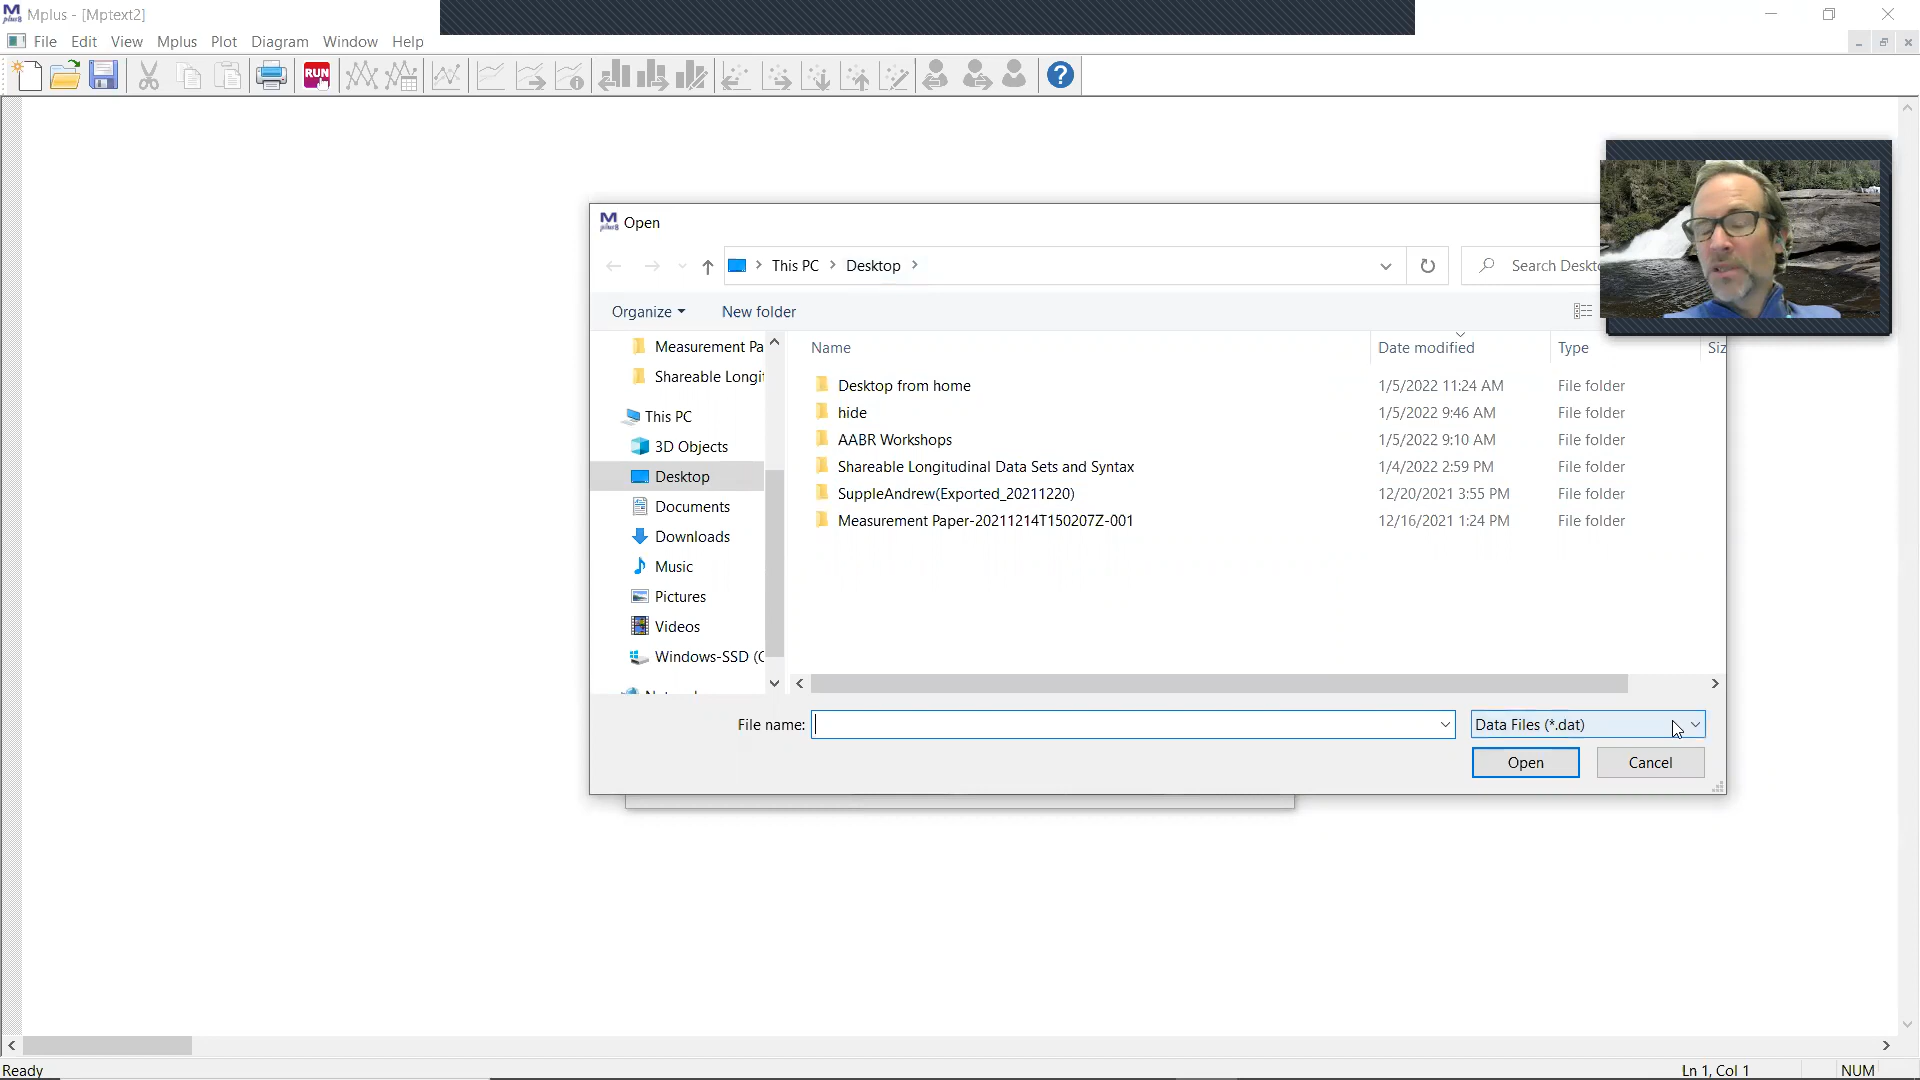 Mplus - [Mptext2]
File Edit View Mplus Plot Diagram Window Help
RUN
Open
This PC > Desktop >
Search Deskt
Organize New folder
Measurement Pa
Shareable Longit
This PC
3D Objects
Desktop
Documents
Downloads
Music
Pictures
Videos
Windows-SSD (C
Name Date modified Type Siz
Desktop from home 1/5/2022 11:24 AM File folder
hide 1/5/2022 9:46 AM File folder
AABR Workshops 1/5/2022 9:10 AM File folder
Shareable Longitudinal Data Sets and Syntax 1/4/2022 2:59 PM File folder
SuppleAndrew(Exported_20211220) 12/20/2021 3:55 PM File folder
Measurement Paper-20211214T150207Z-001 12/16/2021 1:24 PM File folder
File name: Data Files (*.dat)
Open Cancel
Ready Ln 1, Col 1 NUM